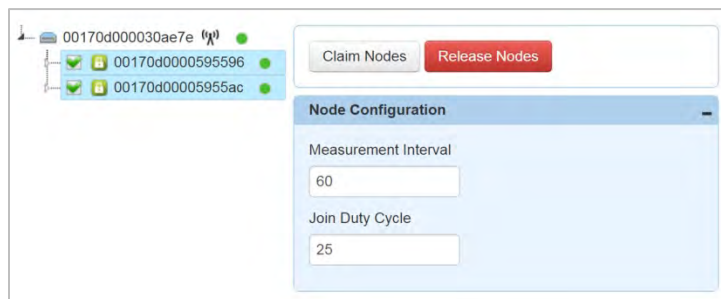 00170d000030ae7e
00170d0000595596
00170d00005955ac
Claim Nodes
Release Nodes
Node Configuration
Measurement Interval
60
Join Duty Cycle
25